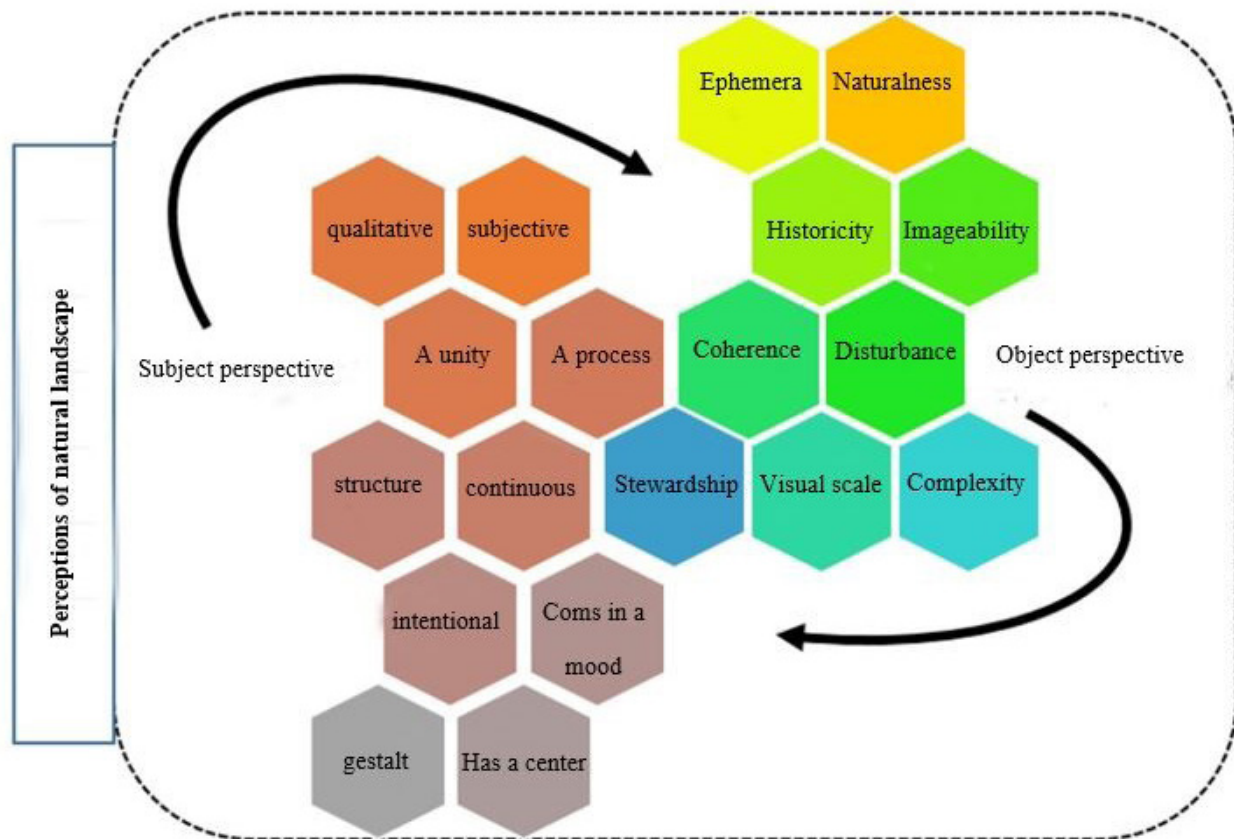 Perceptions of natural landscape
Ephemera
Naturalness
qualitative
subjective
Historicity
Imageability
Subject perspective
A unity
A process
Coherence
Disturbance
Object perspective
structure
continuous
Stewardship
Visual scale
Complexity
intentional
Coms in a
mood
gestalt
Has a center